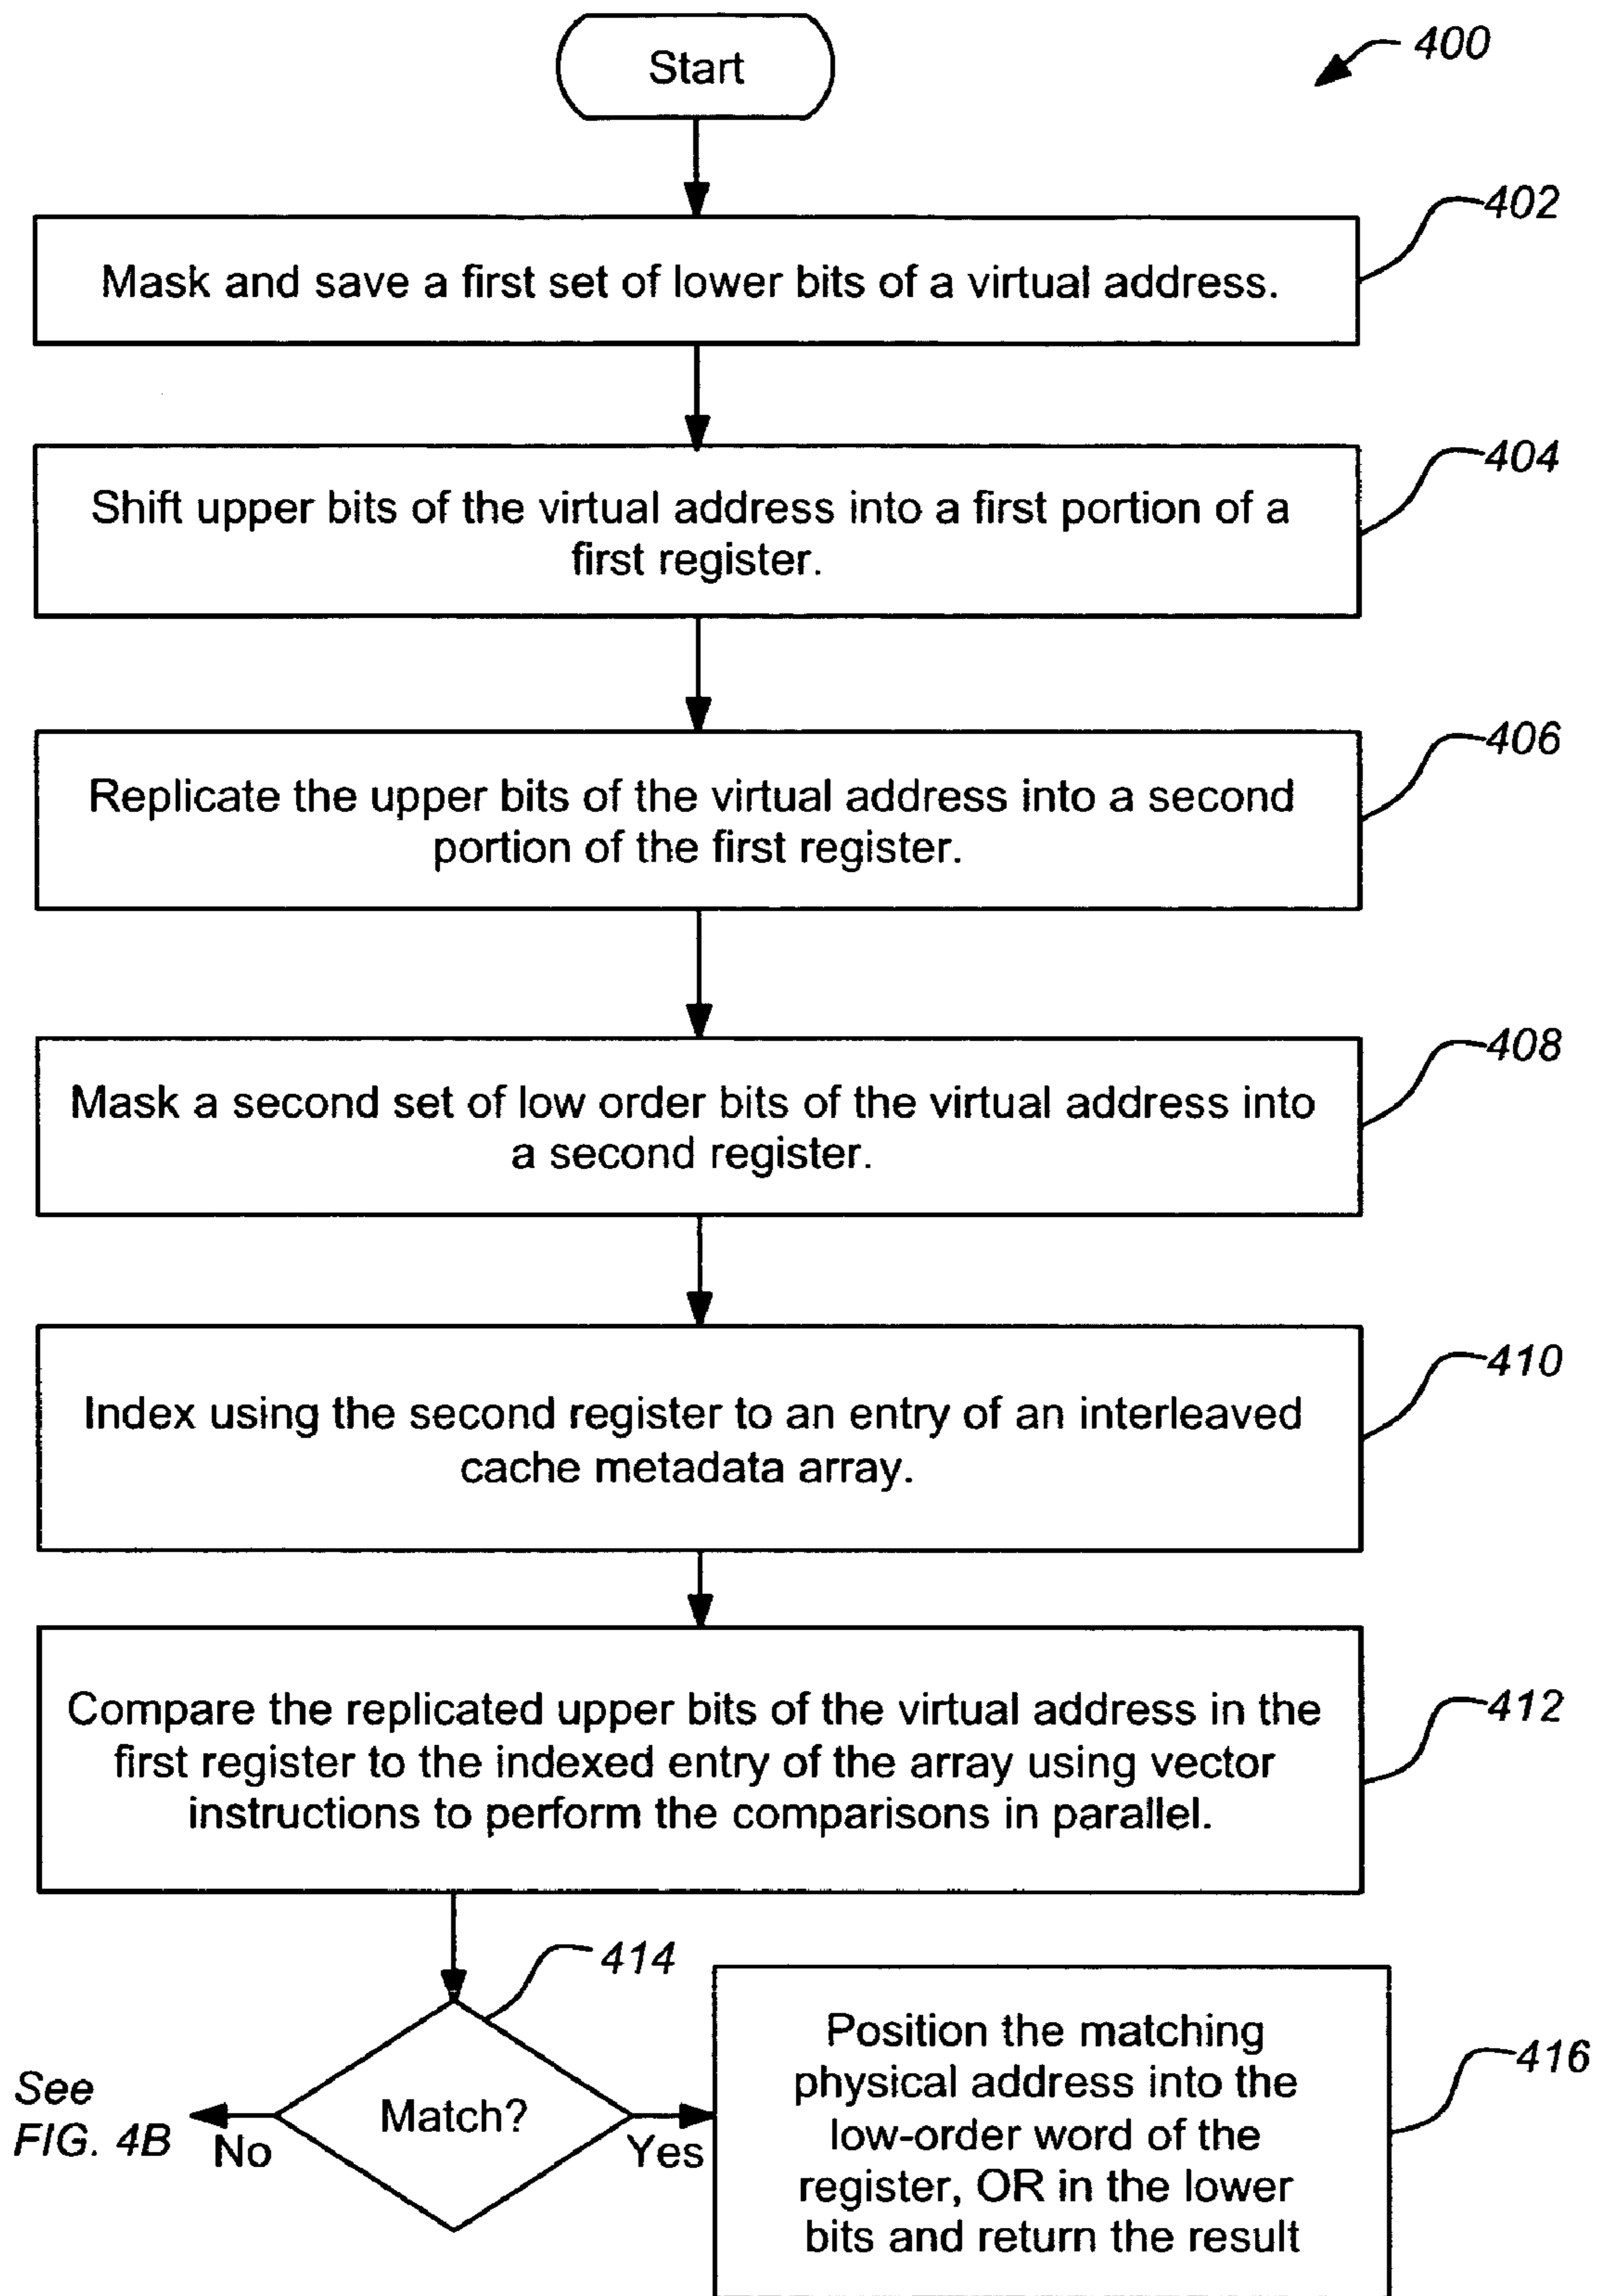 Start
400
402
Mask and save a first set of lower bits of a virtual address.
404
Shift upper bits of the virtual address into a first portion of a
first register.
406
Replicate the upper bits of the virtual address into a second
portion of the first register.
408
Mask a second set of low order bits of the virtual address into
a second register.
410
Index using the second register to an entry of an interleaved
cache metadata array.
412
Compare the replicated upper bits of the virtual address in the
first register to the indexed entry of the array using vector
instructions to perform the comparisons in parallel.
414
Match?
See
FIG. 4B
No
Yes
416
Position the matching
physical address into the
low-order word of the
register, OR in the lower
bits and return the result